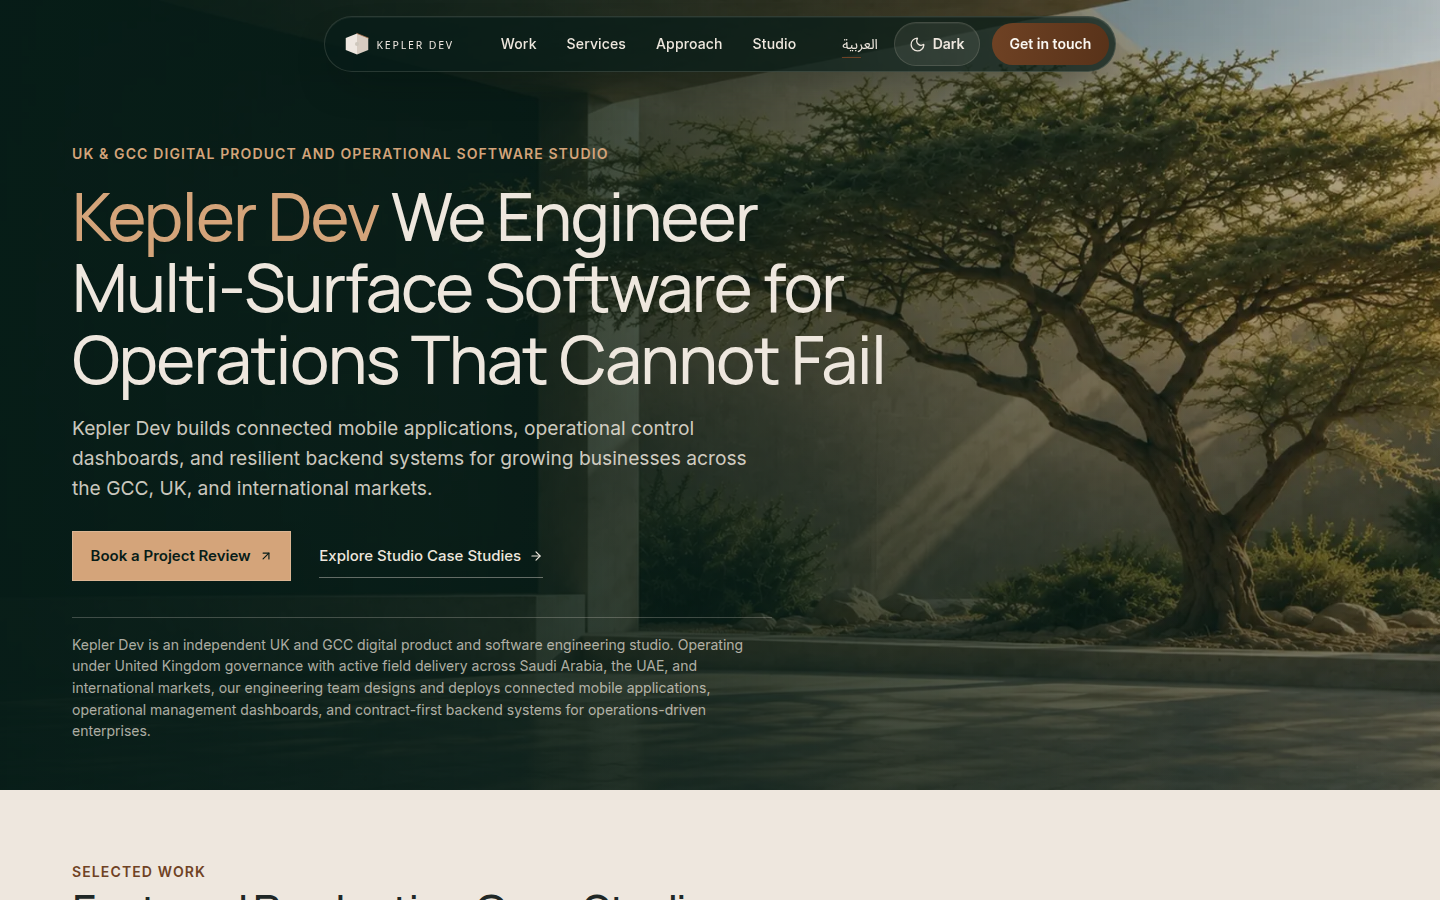 KEPLER DEV
Work
Services
Approach
Studio
العربية
Dark
Get in touch
UK & GCC DIGITAL PRODUCT AND OPERATIONAL SOFTWARE STUDIO
Kepler Dev We Engineer
Multi-Surface Software for
Operations That Cannot Fail
Kepler Dev builds connected mobile applications, operational control
dashboards, and resilient backend systems for growing businesses across
the GCC, UK, and international markets.
Book a Project Review
Explore Studio Case Studies
Kepler Dev is an independent UK and GCC digital product and software engineering studio. Operating
under United Kingdom governance with active field delivery across Saudi Arabia, the UAE, and
international markets, our engineering team designs and deploys connected mobile applications,
operational management dashboards, and contract-first backend systems for operations-driven
enterprises.
SELECTED WORK